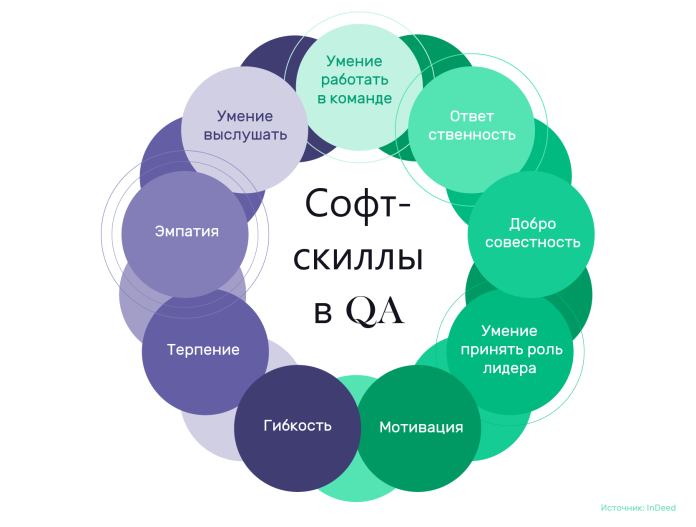 Умение
работать
в команде
Ответ
ственность
Добро
совестность
Умение
принять роль
лидера
Мотивация
Гибкость
Терпение
Эмпатия
Умение
выслушать
Софт-
скиллы
в QA
Источник: InDeed